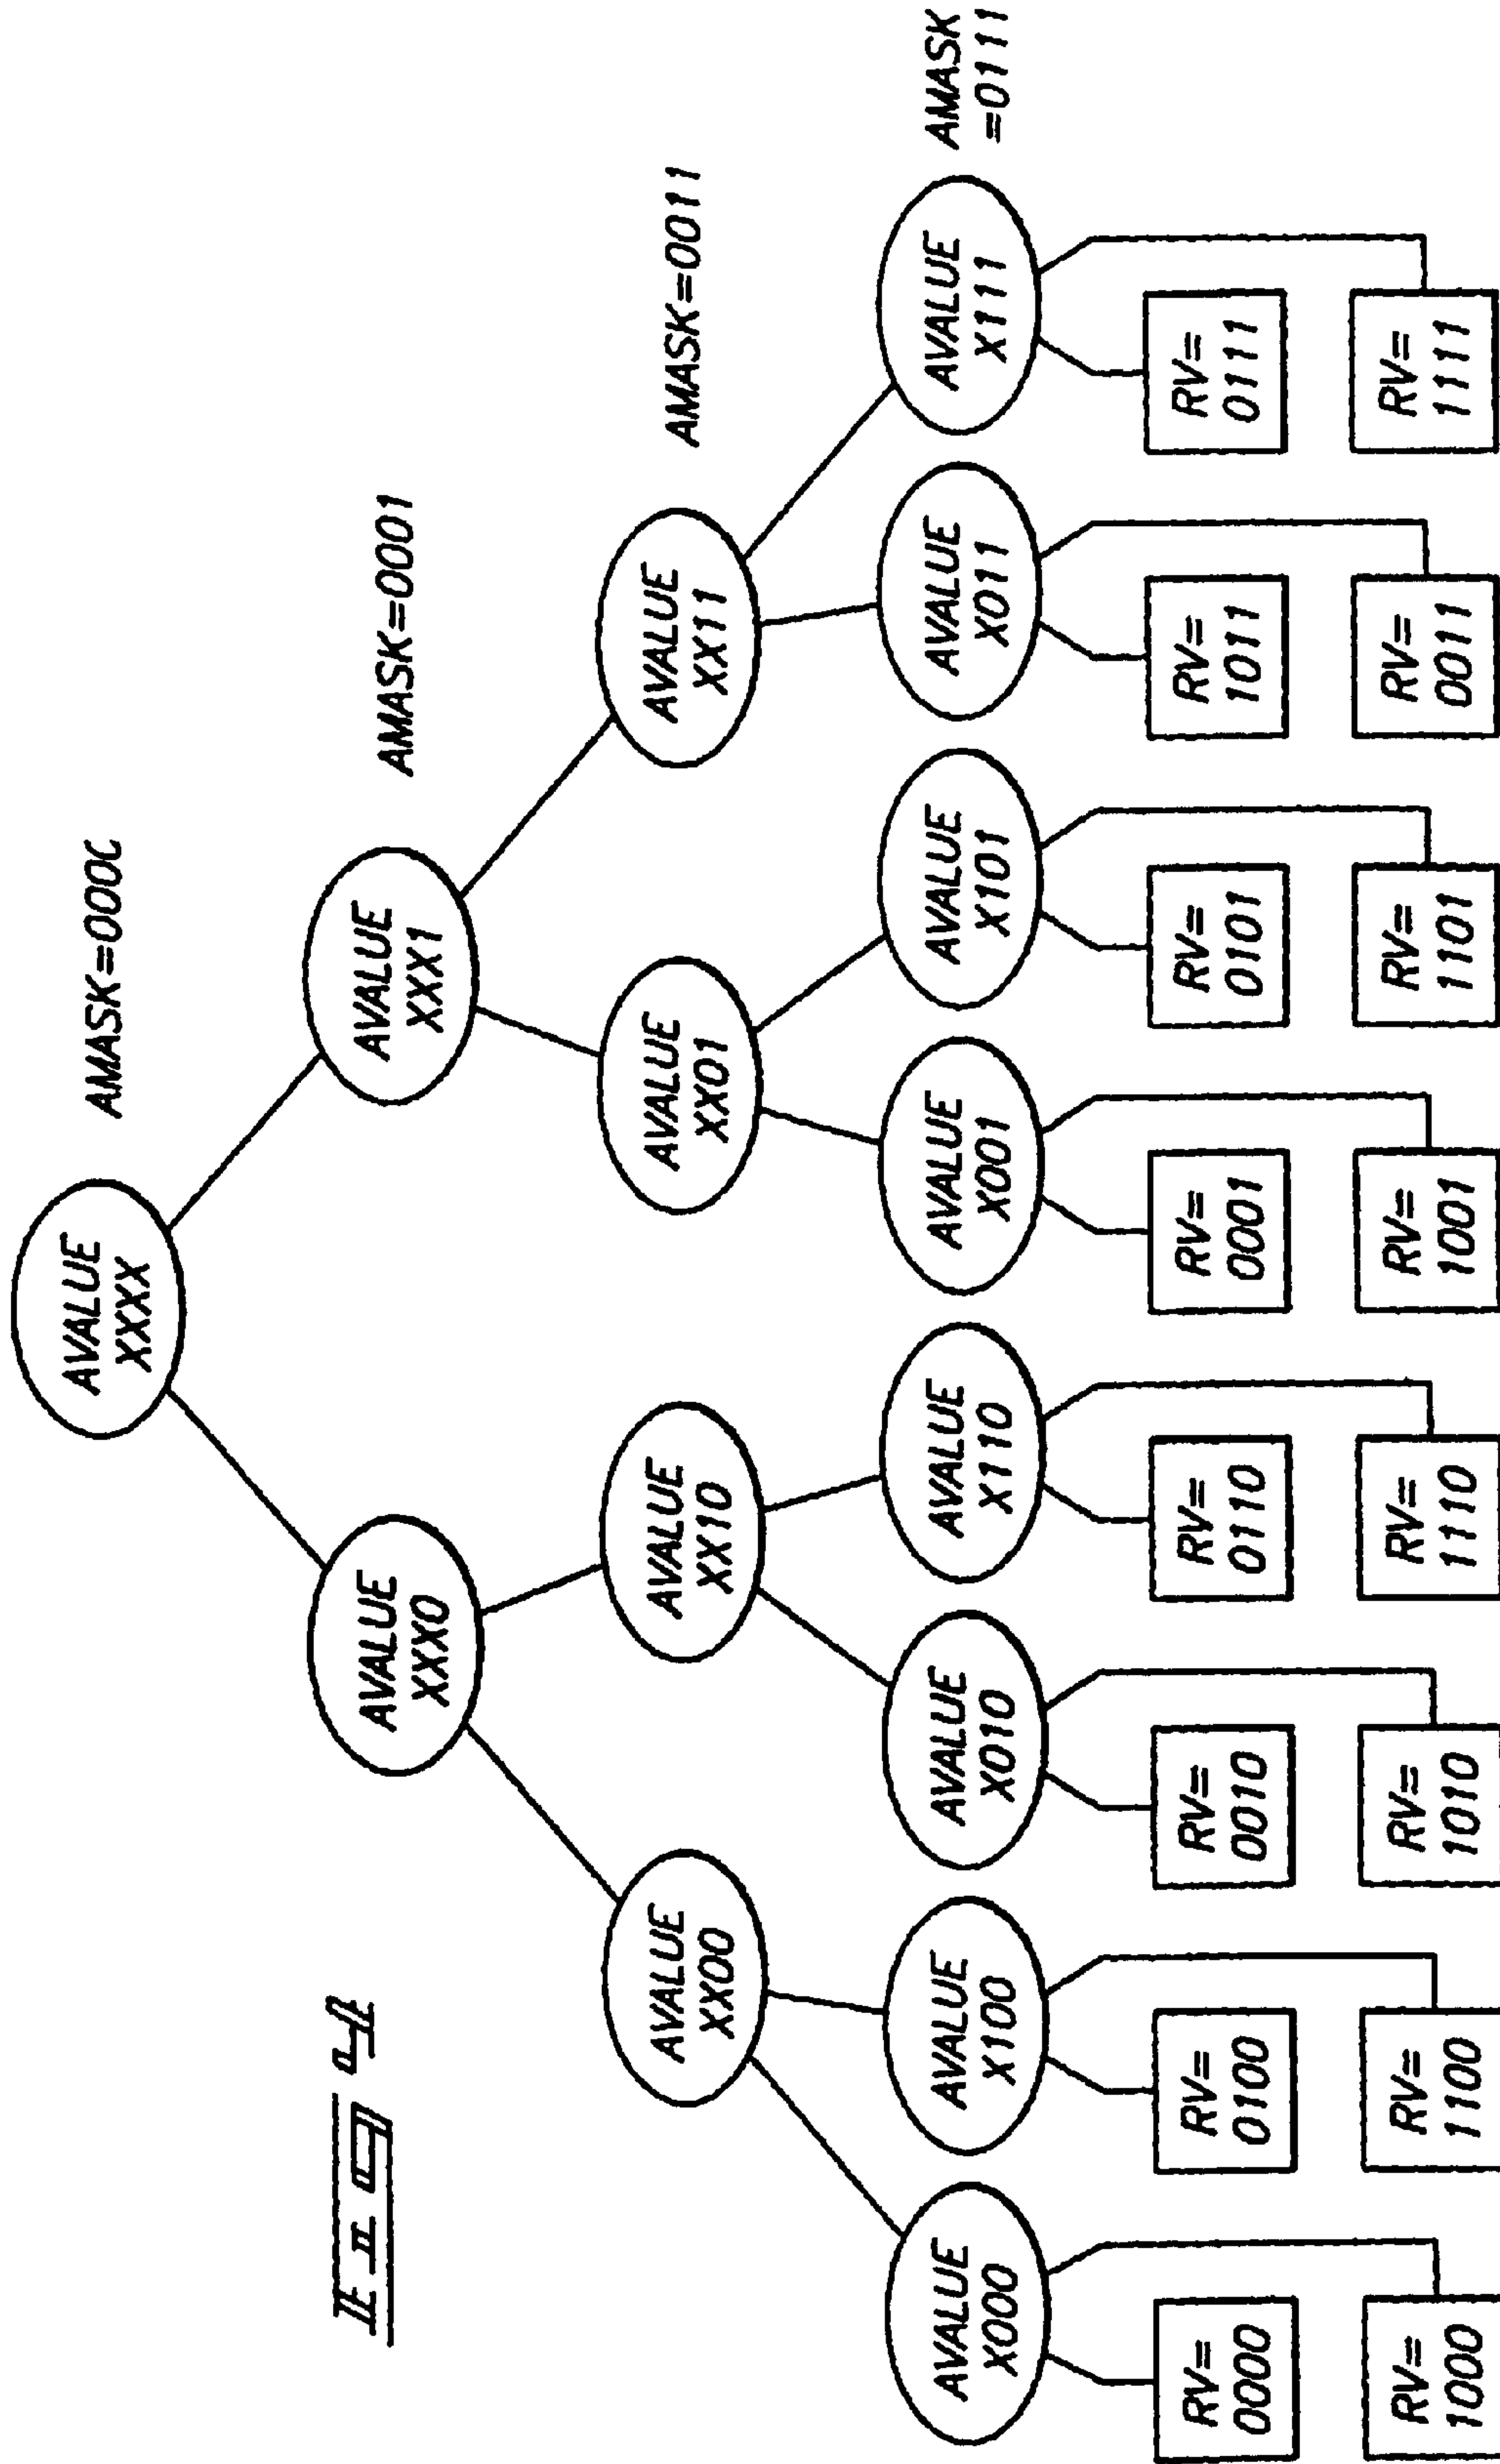 FIG 4
AVALUE
XXXX
AMASK=000C
AVALUE
XXX0
AVALUE
XXX1
AMASK=0001
AVALUE
XX00
AVALUE
XX10
AVALUE
XX01
AVALUE
XX11
AMASK=0011
AVALUE
X000
AVALUE
X100
AVALUE
X010
AVALUE
X110
AVALUE
X001
AVALUE
X101
AVALUE
X011
AVALUE
X111
AMASK
=0111
RV=
0000
RV=
0100
RV=
0010
RV=
0110
RV=
0001
RV=
0101
RV=
1011
RV=
0111
RV=
1000
RV=
1100
RV=
1010
RV=
1110
RV=
1001
RV=
1101
RV=
0011
RV=
1111